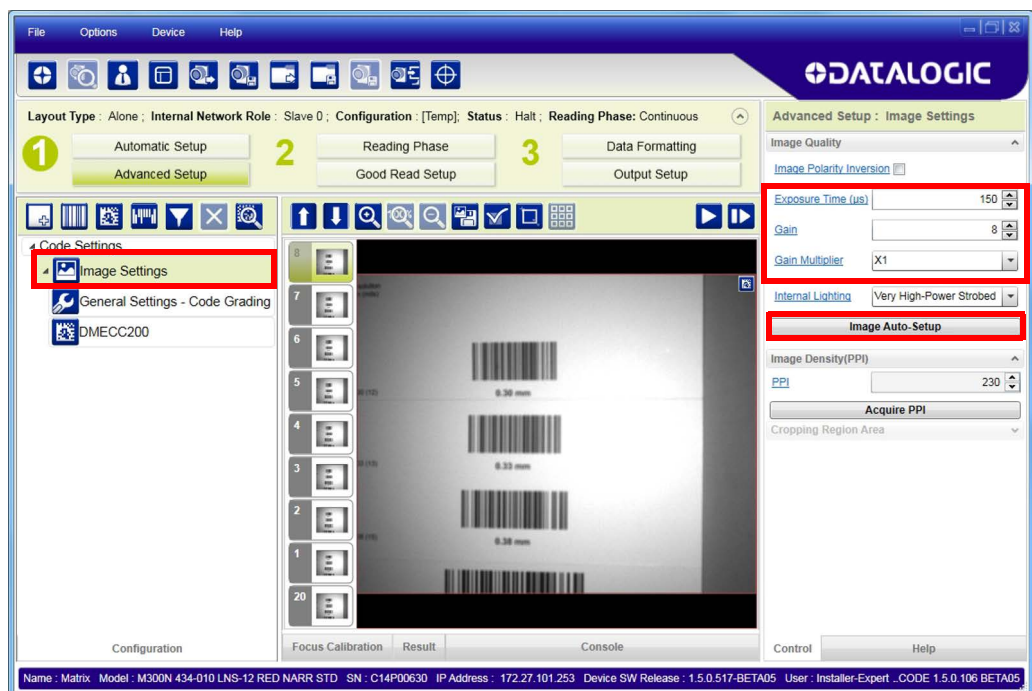 File Options Device Help
DATALOGIC
Layout Type : Alone ; Internal Network Role : Slave 0 ; Configuration : [Temp]; Status : Halt ; Reading Phase: Continuous
1 Automatic Setup
Advanced Setup
2 Reading Phase
Good Read Setup
3 Data Formatting
Output Setup
Code Settings
Image Settings
General Settings - Code Grading
DMECC200
Configuration
8
7
6
5
4
3
2
1
20
0.30 mm
0.33 mm
0.38 mm
Focus Calibration Result Console
Advanced Setup : Image Settings
Image Quality
Image Polarity Inversion
Exposure Time (µs) 150
Gain 8
Gain Multiplier X1
Internal Lighting Very High-Power Strobed
Image Auto-Setup
Image Density(PPI)
PPI 230
Acquire PPI
Cropping Region Area
Control Help
Name : Matrix Model : M300N 434-010 LNS-12 RED NARR STD SN : C14P00630 IP Address : 172.27.101.253 Device SW Release : 1.5.0.517-BETA05 User : Installer-Expert ..CODE 1.5.0.106 BETA05